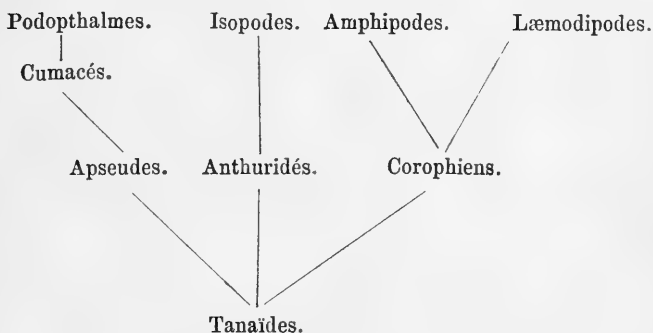 Podopthalmes. Isopodes. Amphipodes. Læmodipodes.
Cumacés.
Apseudes. Anthuridés. Corophiens.
Tanaïdes.